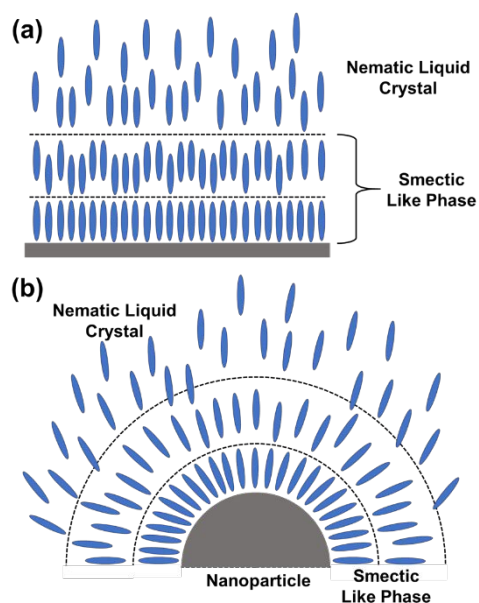 (a)
Nematic Liquid
Crystal
Smectic
Like Phase
(b)
Nematic Liquid
Crystal
Nanoparticle
Smectic
Like Phase